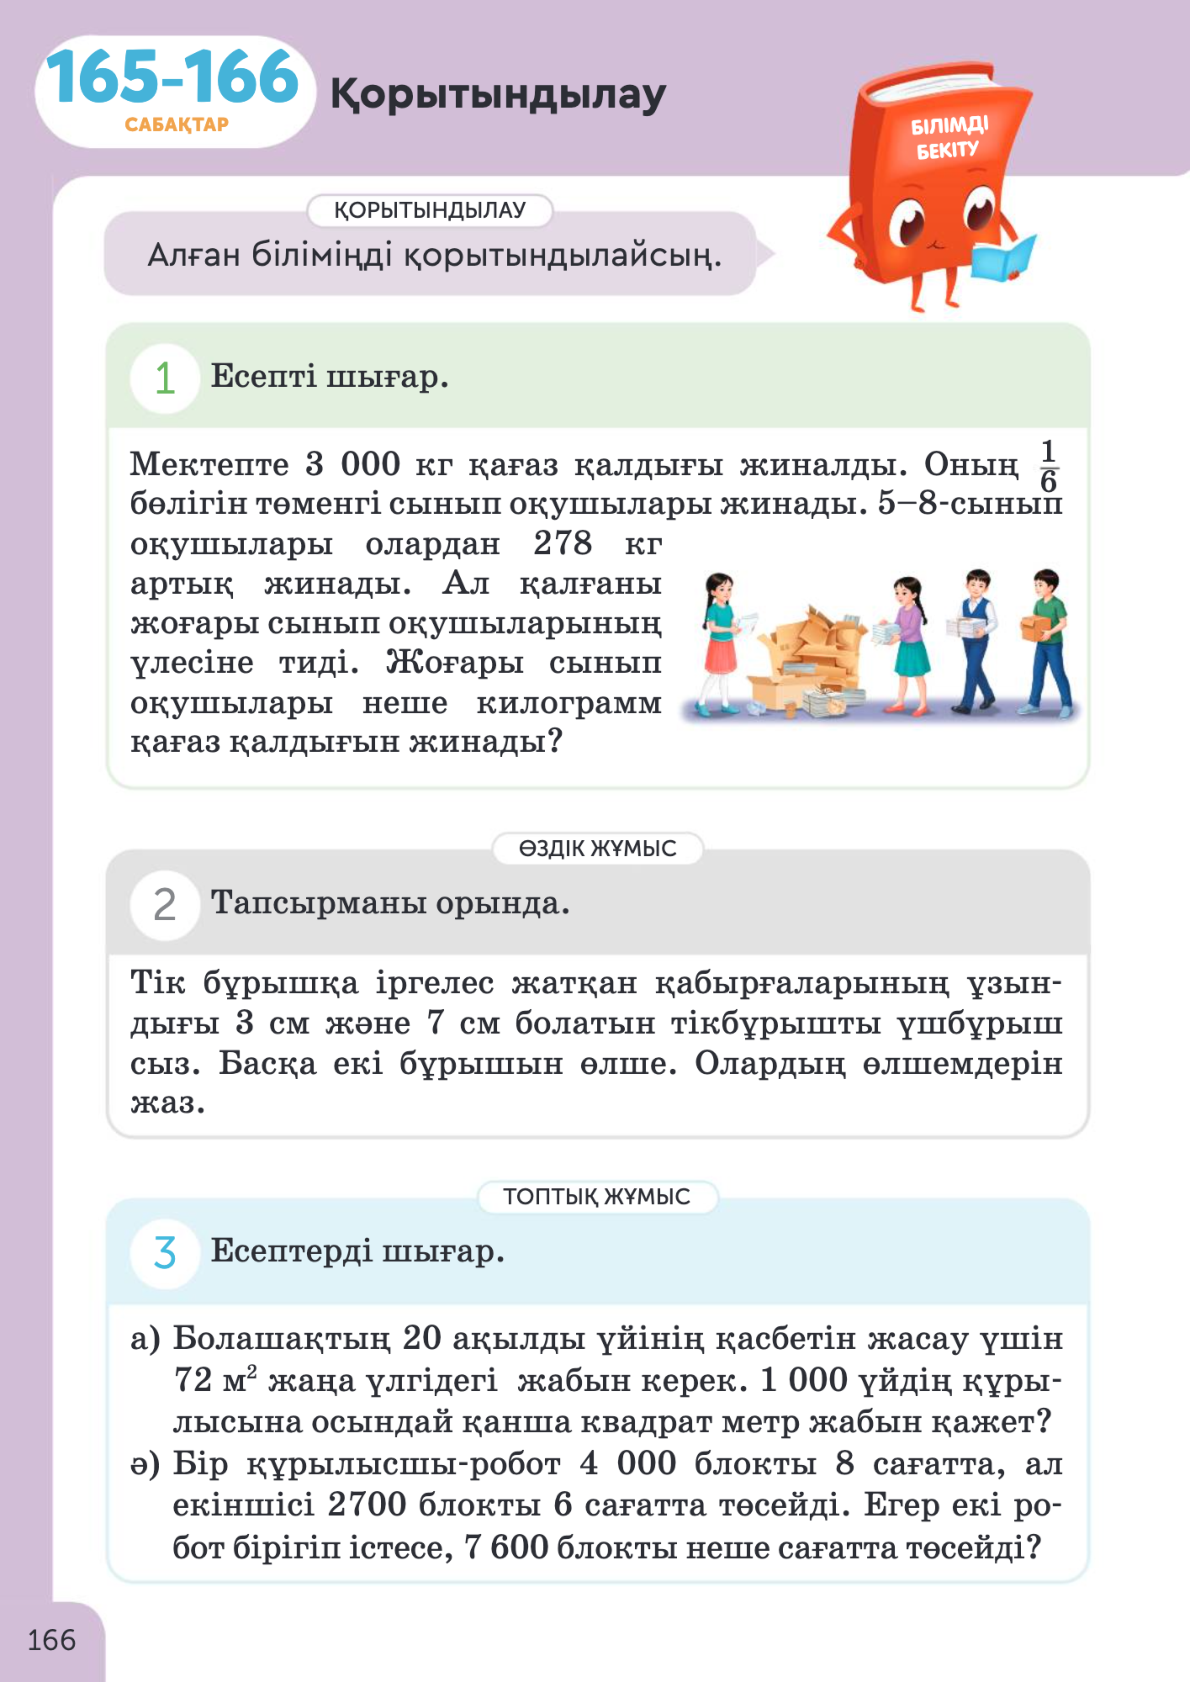 165-166
САБАҚТАР
Қорытындылау
БІЛІМДІ
БЕКІТУ
ҚОРЫТЫНДЫЛАУ
Алған біліміңді қорытындылайсың.
1 Есепті шығар.
Мектепте 3 000 кг қағаз қалдығы жиналды. Оның 1/6
бөлігін төменгі сынып оқушылары жинады. 5–8-сынып
оқушылары олардан 278 кг
артық жинады. Ал қалғаны
жоғары сынып оқушыларының
үлесіне тиді. Жоғары сынып
оқушылары неше килограмм
қағаз қалдығын жинады?
ӨЗДІК ЖҰМЫС
2 Тапсырманы орында.
Тік бұрышқа іргелес жатқан қабырғаларының ұзын-
дығы 3 см және 7 см болатын тікбұрышты үшбұрыш
сыз. Басқа екі бұрышын өлше. Олардың өлшемдерін
жаз.
ТОПТЫҚ ЖҰМЫС
3 Есептерді шығар.
а) Болашақтың 20 ақылды үйінің қасбетін жасау үшін
72 м² жаңа үлгідегі жабын керек. 1 000 үйдің құры-
лысына осындай қанша квадрат метр жабын қажет?
ә) Бір құрылысшы-робот 4 000 блокты 8 сағатта, ал
екіншісі 2700 блокты 6 сағатта төсейді. Егер екі ро-
бот бірігіп істесе, 7 600 блокты неше сағатта төсейді?
166